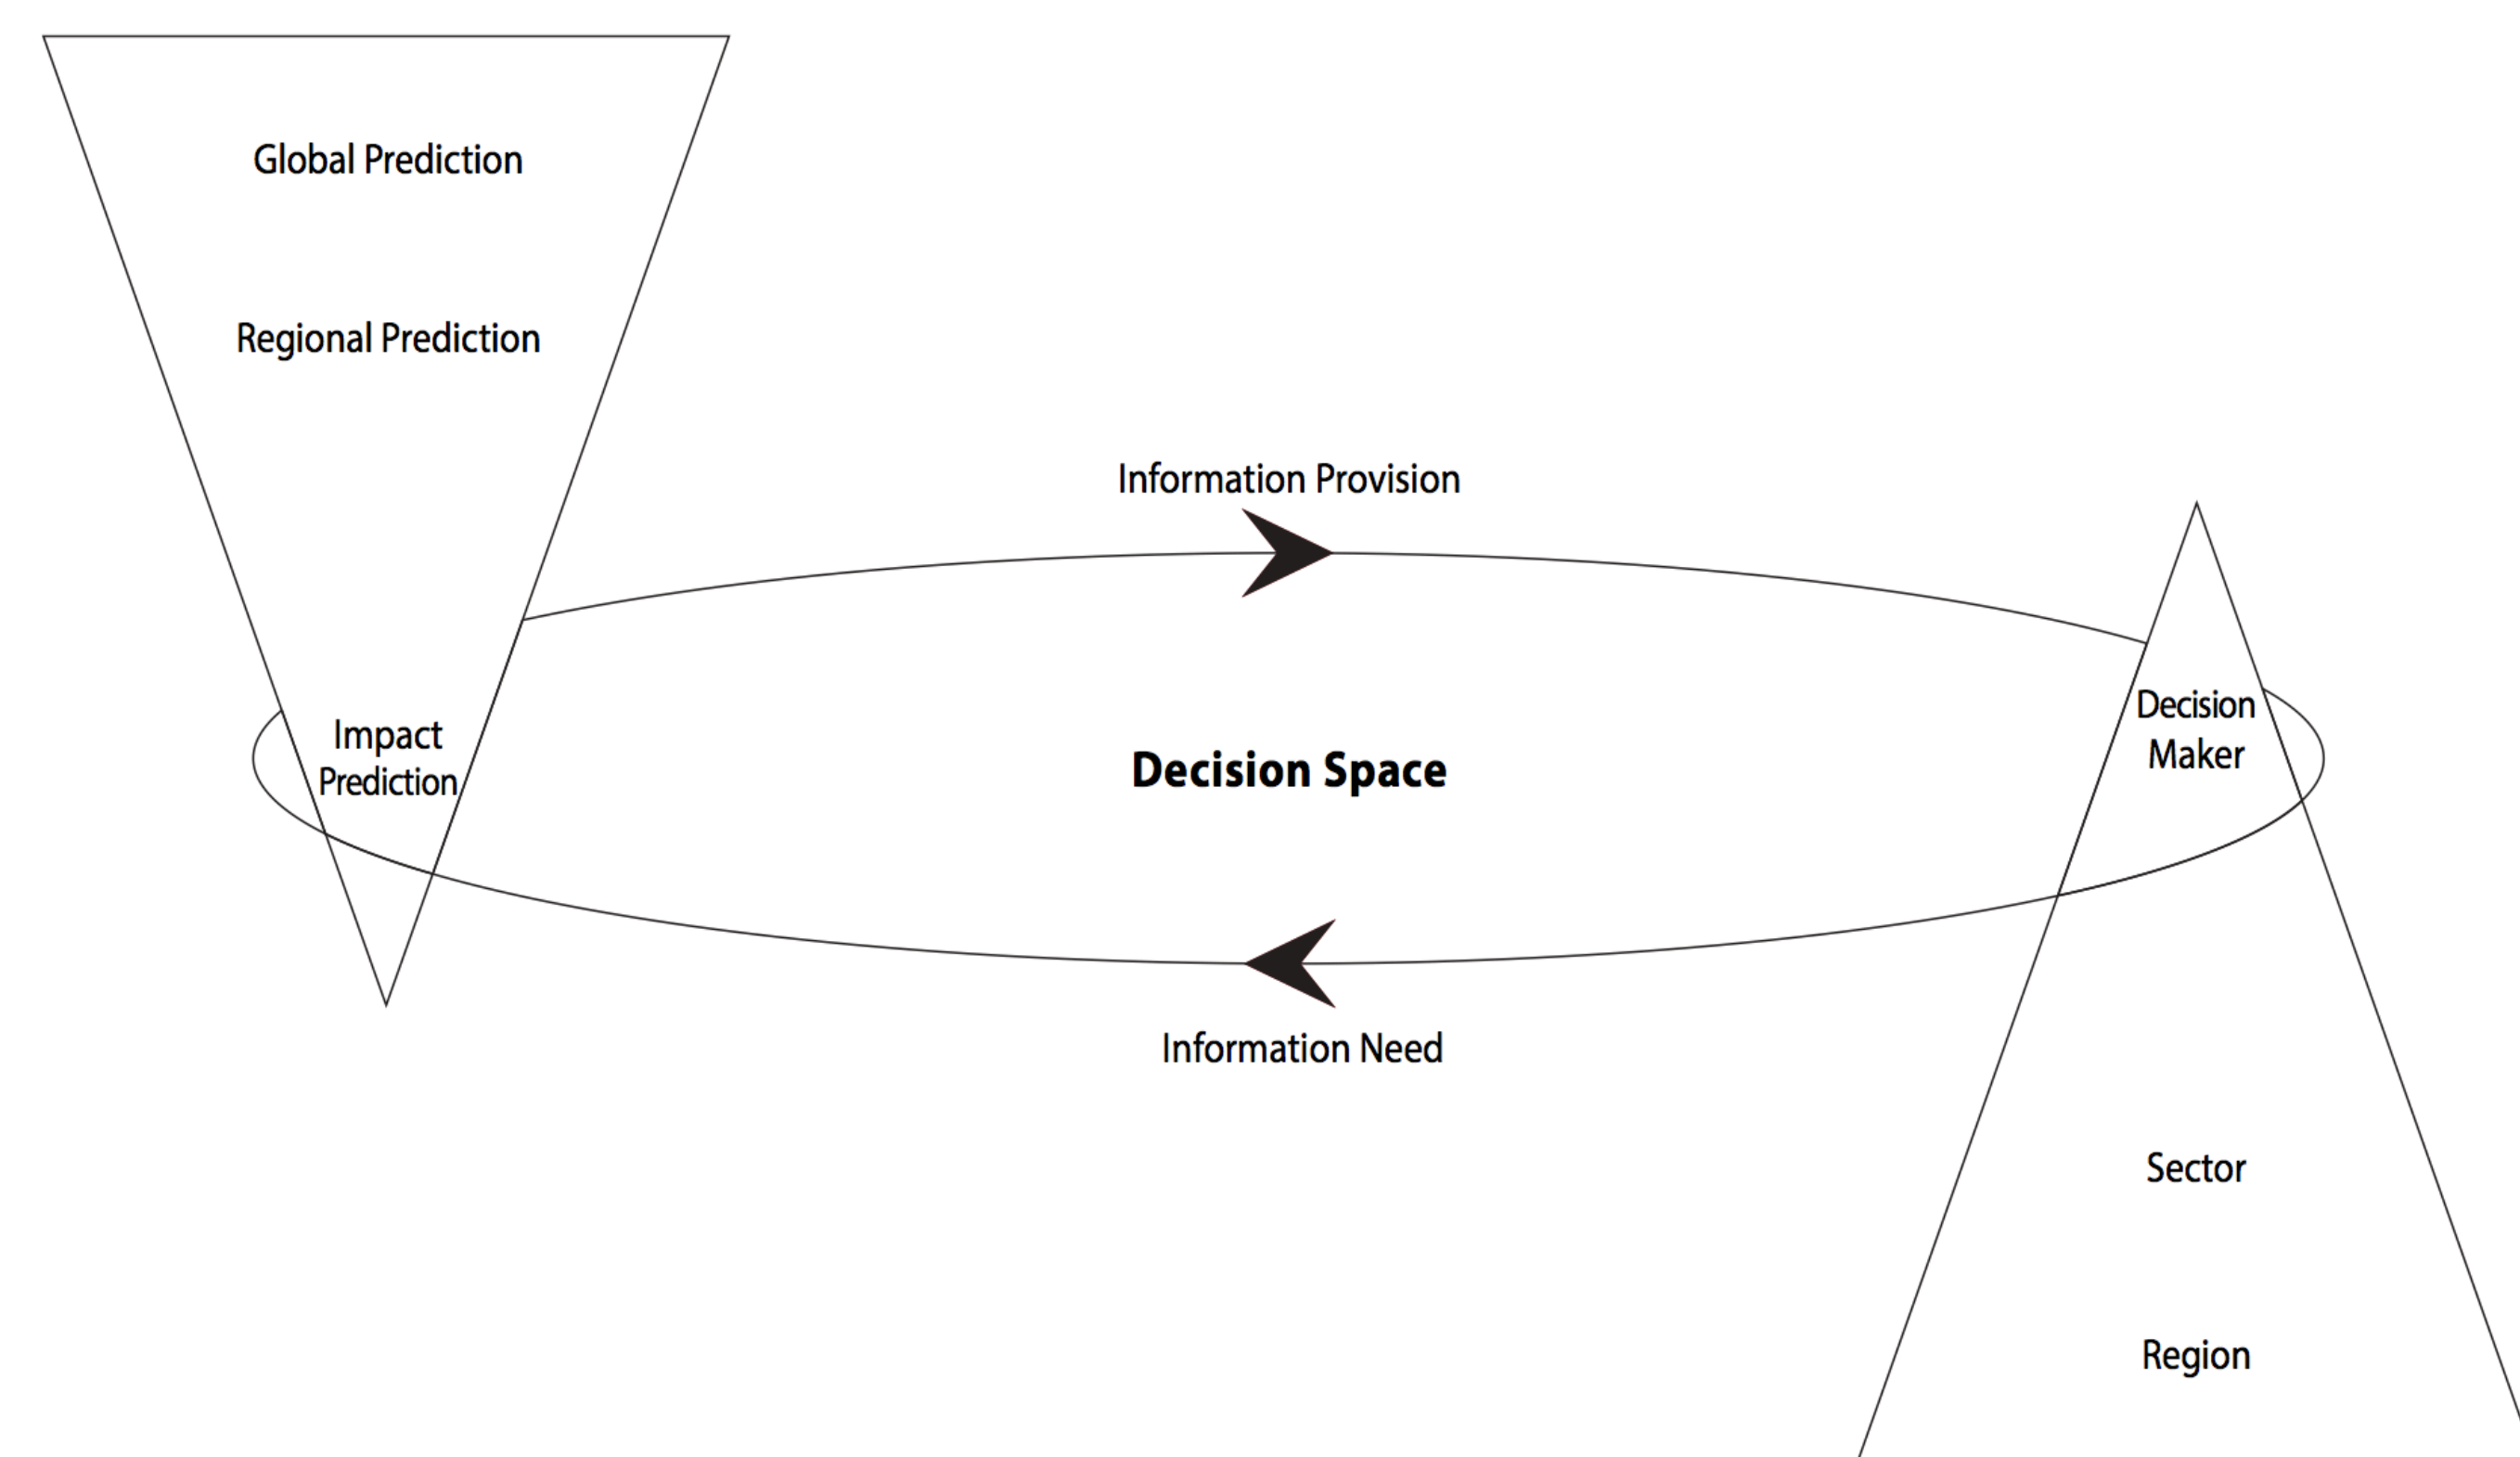 Global Prediction
Regional Prediction
Information Provision
Impact
Prediction
Decision Space
Decision
Maker
Information Need
Sector
Region